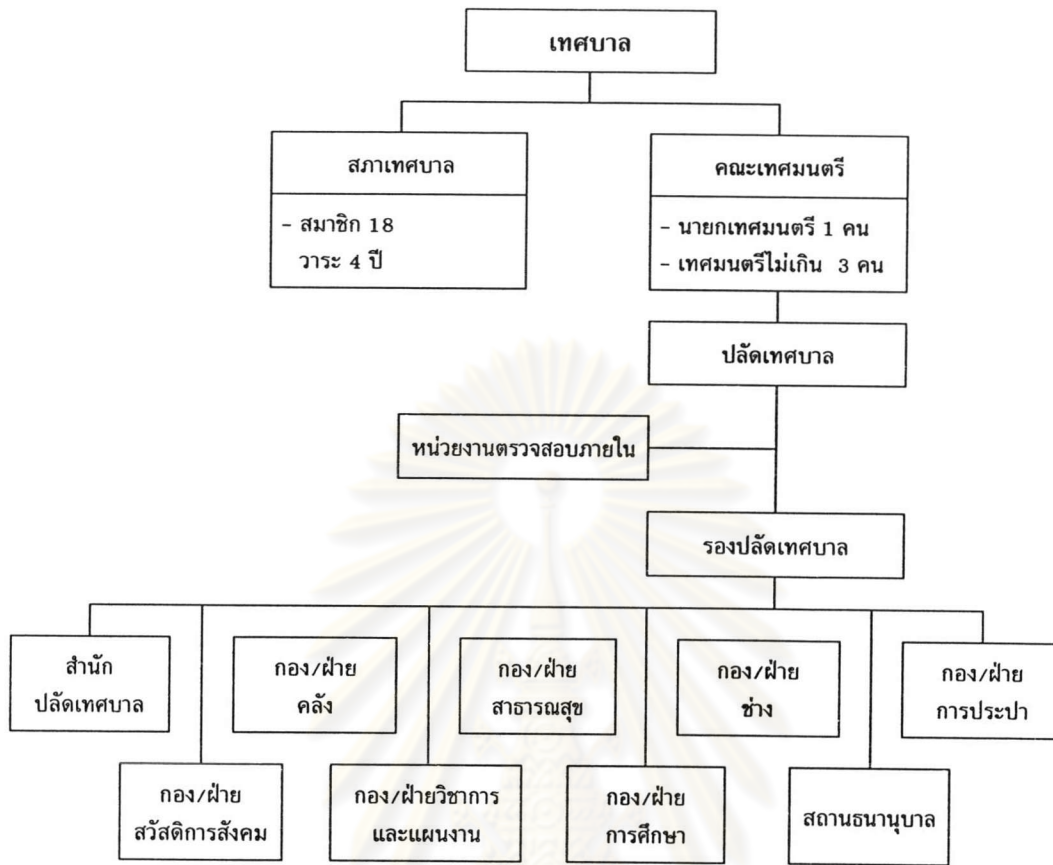 เทศบาล
สภาเทศบาล
- สมาชิก 18
วาระ 4 ปี
คณะเทศมนตรี
- นายกเทศมนตรี 1 คน
- เทศมนตรีไม่เกิน 3 คน
ปลัดเทศบาล
หน่วยงานตรวจสอบภายใน
รองปลัดเทศบาล
สำนัก
ปลัดเทศบาล
กอง/ฝ่าย
คลัง
กอง/ฝ่าย
สาธารณสุข
กอง/ฝ่าย
ช่าง
กอง/ฝ่าย
การประปา
กอง/ฝ่าย
สวัสดิการสังคม
กอง/ฝ่ายวิชาการ
และแผนงาน
กอง/ฝ่าย
การศึกษา
สถานธนานุบาล